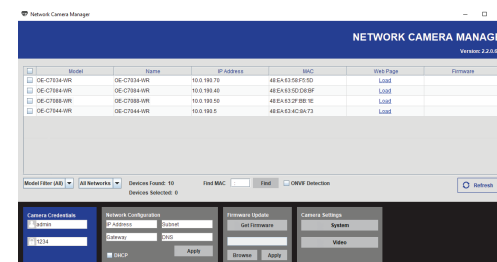 Network Camera Manager
NETWORK CAMERA MANAG
Version: 2.2.0.
Model Name IP Address MAC Web Page Firmware
OE-C7034-WR OE-C7034-WR 10.0.190.70 48:EA:63:58:F5:5D Load
OE-C7084-WR OE-C7084-WR 10.0.190.40 48:EA:63:5D:D8:BF Load
OE-C7088-WR OE-C7088-WR 10.0.190.50 48:EA:63:2F:BB:1E Load
OE-C7044-WR OE-C7044-WR 10.0.190.5 48:EA:63:4C:8A:73 Load
Model Filter (All) All Networks Devices Found: 10 Find MAC Find ONVIF Detection Refresh
Devices Selected: 0
Camera Credentials Network Configuration Firmware Update Camera Settings
admin IP Address Subnet Get Firmware System
1234 Gateway DNS Video
DHCP Apply Browse Apply